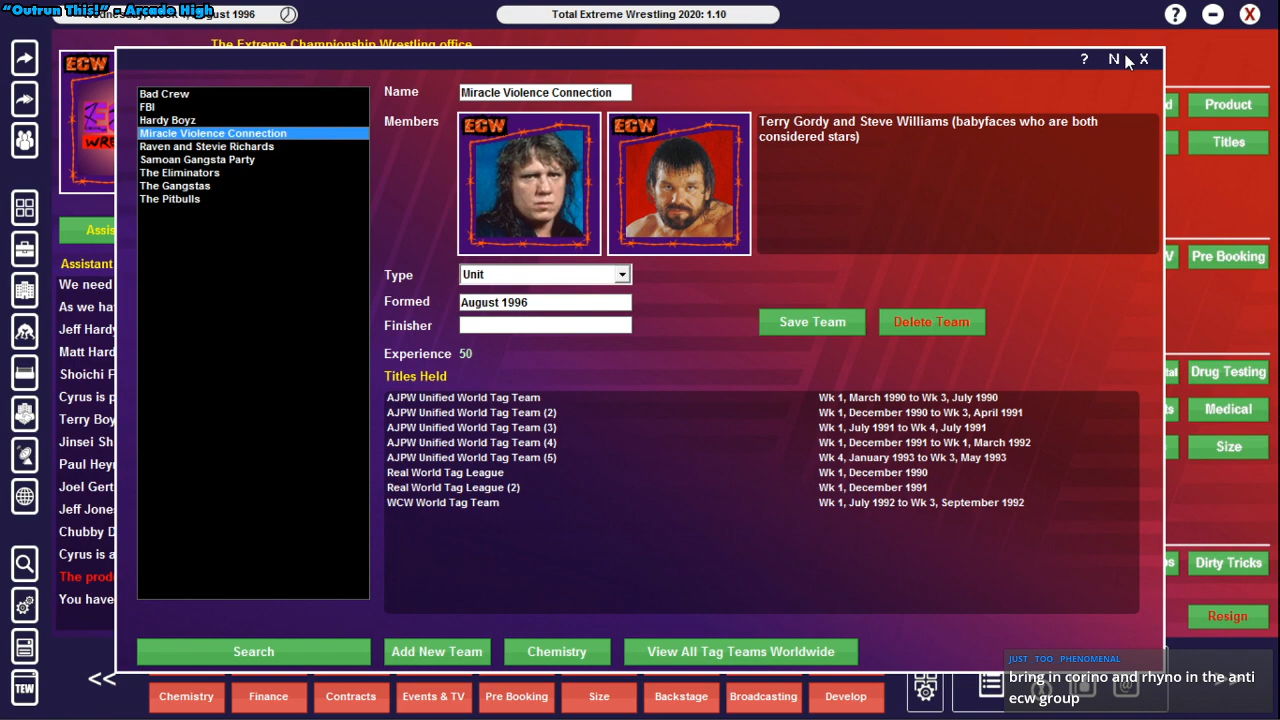 "Outrun This!" - Arcade High
Total Extreme Wrestling 2020: 1.10
?
X
The Extreme Championship Wrestling office
ECW
? N X
Bad Crew
FBI
Hardy Boyz
Miracle Violence Connection
Raven and Stevie Richards
Samoan Gangsta Party
The Eliminators
The Gangstas
The Pitbulls
Name
Miracle Violence Connection
Members
ECW
ECW
Terry Gordy and Steve Williams (babyfaces who are both
considered stars)
Type
Unit
Formed
August 1996
Finisher
Save Team
Delete Team
Experience 50
Titles Held
AJPW Unified World Tag Team Wk 1, March 1990 to Wk 3, July 1990
AJPW Unified World Tag Team (2) Wk 1, December 1990 to Wk 3, April 1991
AJPW Unified World Tag Team (3) Wk 1, July 1991 to Wk 4, July 1991
AJPW Unified World Tag Team (4) Wk 1, December 1991 to Wk 1, March 1992
AJPW Unified World Tag Team (5) Wk 4, January 1993 to Wk 3, May 1993
Real World Tag League Wk 1, December 1990
Real World Tag League (2) Wk 1, December 1991
WCW World Tag Team Wk 1, July 1992 to Wk 3, September 1992
Search
Add New Team
Chemistry
View All Tag Teams Worldwide
Assis
Assistant
We need
As we ha
Jeff Hardy
Matt Hard
Shoichi F
Cyrus is p
Terry Boy
Jinsei Sh
Paul Hey
Joel Gert
Jeff Jones
Chubby D
Cyrus is a
The prod
You have
Product
Titles
Pre Booking
Drug Testing
Medical
Size
Dirty Tricks
Resign
TEW
<<
Chemistry
Finance
Contracts
Events & TV
Pre Booking
Size
Backstage
Broadcasting
Develop
JUST TOO PHENOMENAL
bring in corino and rhyno in the anti
ecw group